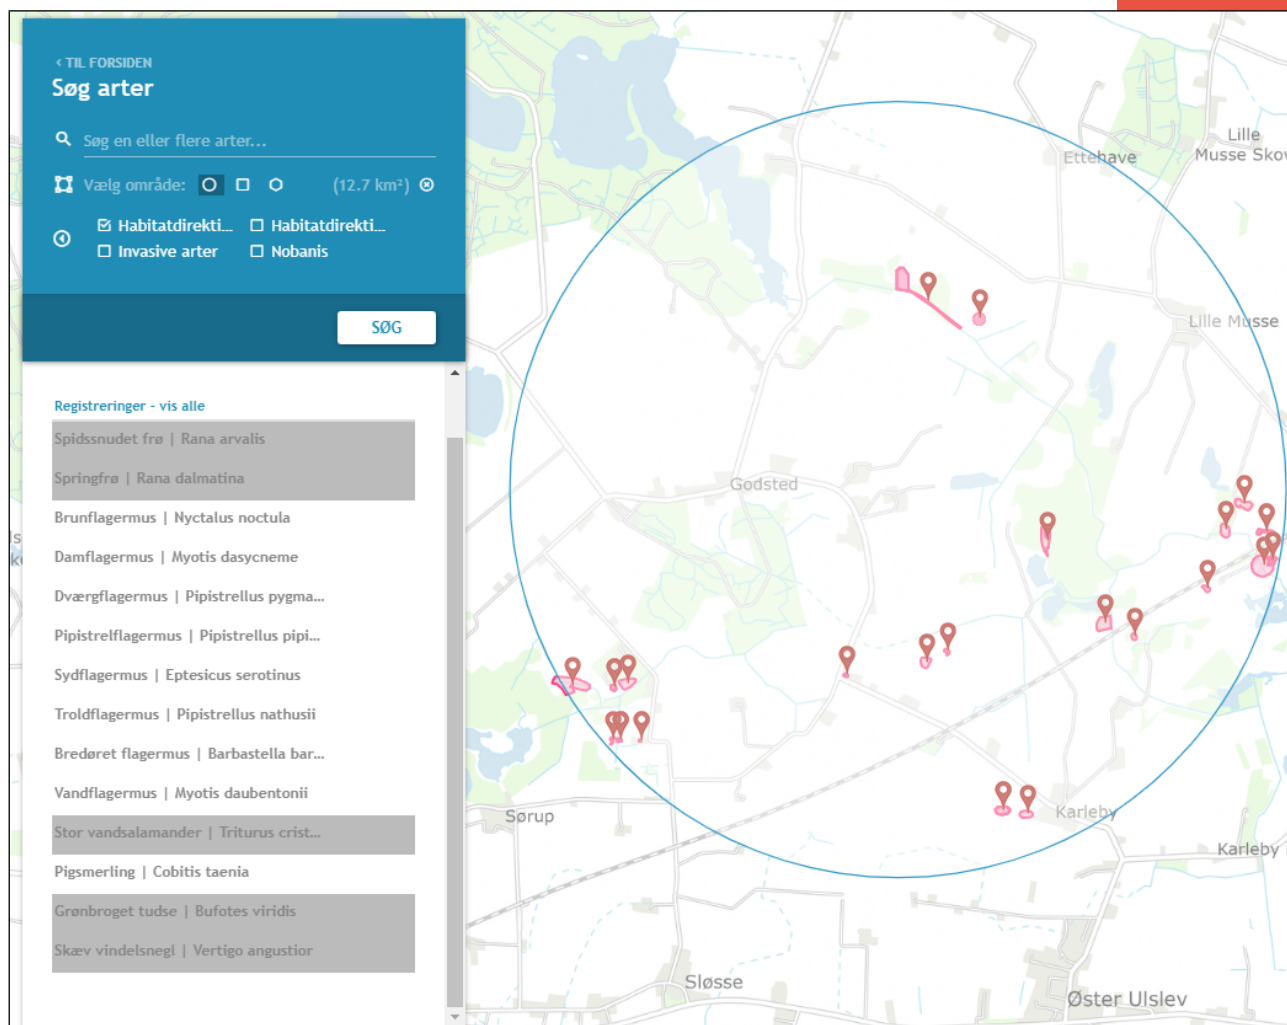 ‹ TIL FORSIDEN
Søg arter
Søg en eller flere arter...
Vælg område:
(12.7 km²)
Habitatdirekti...
Habitatdirekti...
Invasive arter
Nobanis
SØG
Registreringer - vis alle
Spidssnudet frø | Rana arvalis
Springfrø | Rana dalmatina
Brunflagermus | Nyctalus noctula
Damflagermus | Myotis dasycneme
Dværgflagermus | Pipistrellus pygma...
Pipistrelflagermus | Pipistrellus pipi...
Sydflagermus | Eptesicus serotinus
Troldflagermus | Pipistrellus nathusii
Bredøret flagermus | Barbastella bar...
Vandflagermus | Myotis daubentonii
Stor vandsalamander | Triturus crist...
Pigsmerling | Cobitis taenia
Grønbroget tudse | Bufotes viridis
Skæv vindelsnegl | Vertigo angustior
Ettehave
Lille
Musse Skov
Lille Musse
Godsted
Sørup
Karleby
Karleby
Sløsse
Øster Ulslev